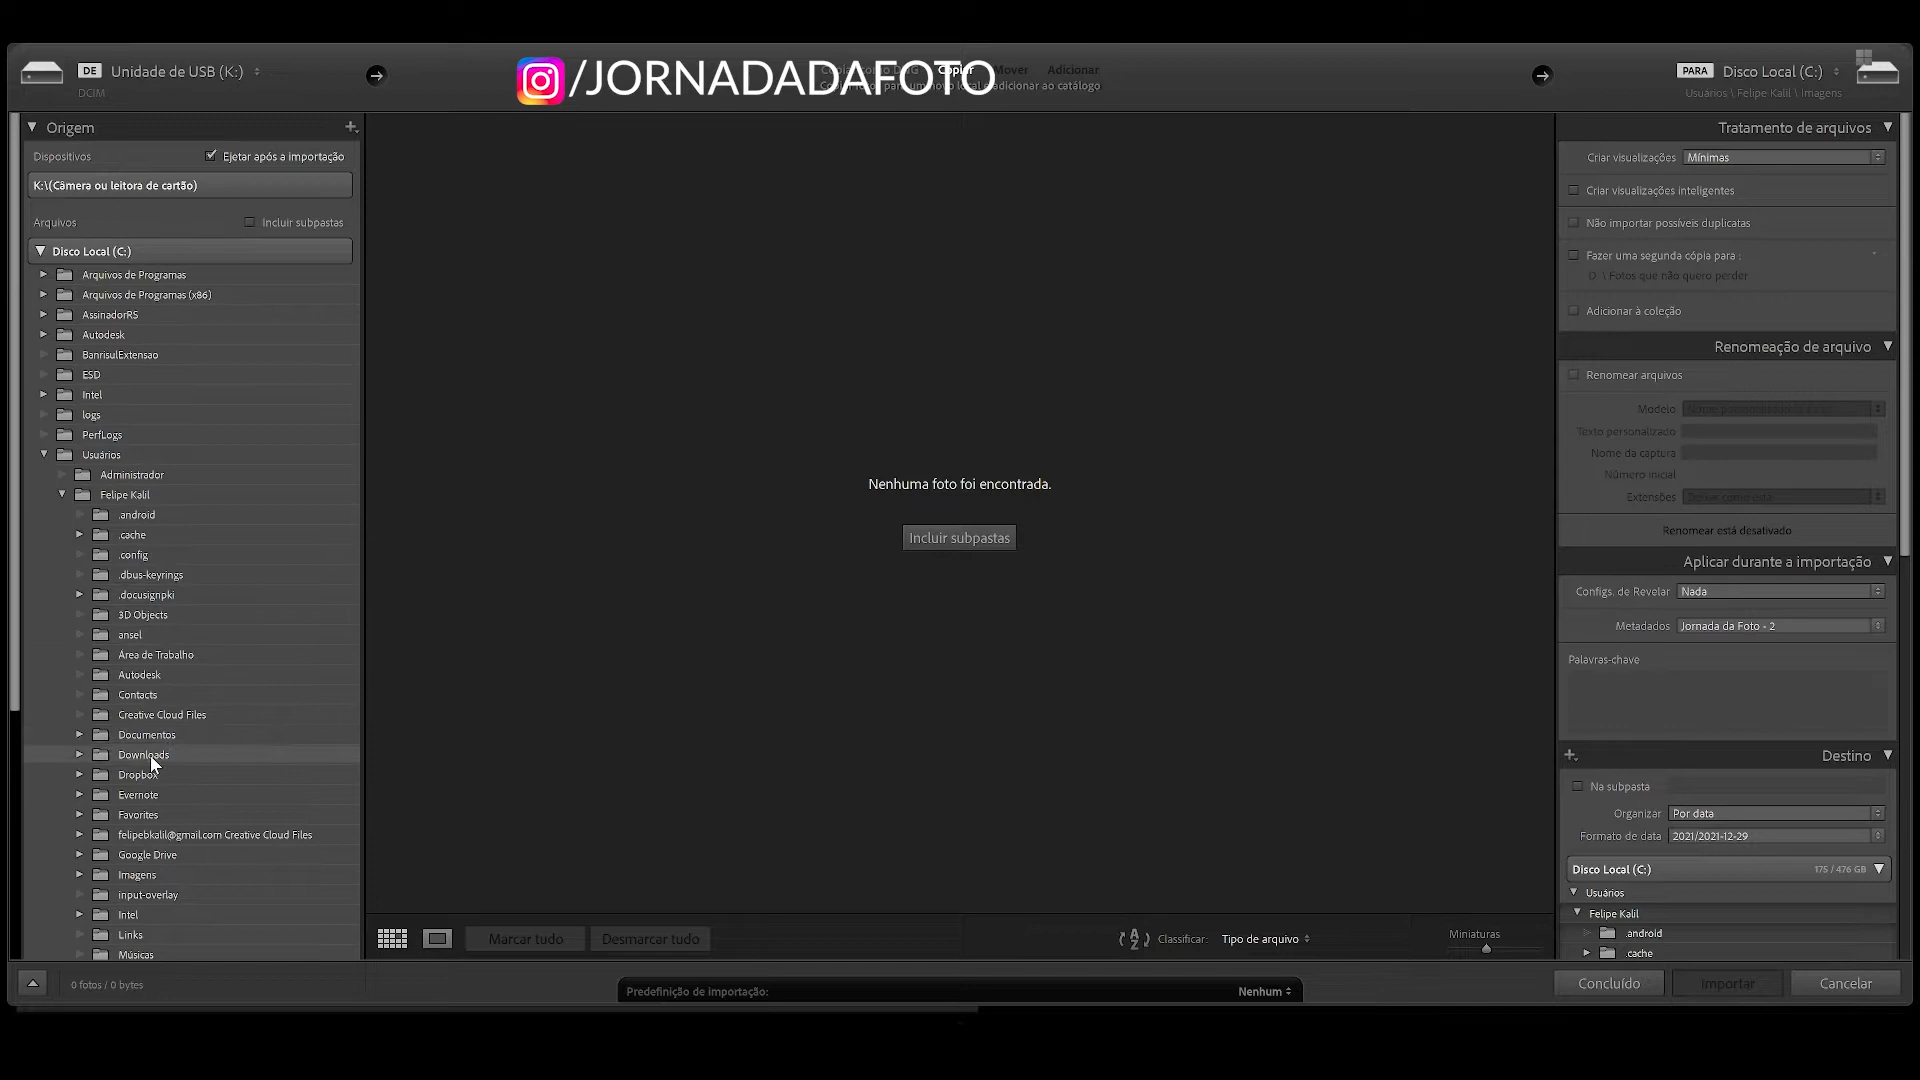 DE Unidade de USB (K:)
DCIM
/JORNADADAFOTO
Copiar Mover Adicionar
PARA Disco Local (C:)
Usuários \ Felipe Kalil \ Imagens
Origem
Dispositivos Ejetar após a importação
K:\(Câmera ou leitora de cartão)
Arquivos Incluir subpastas
Disco Local (C:)
Arquivos de Programas
Arquivos de Programas (x86)
AssinadorRS
Autodesk
BanrisulExtensao
ESD
Intel
logs
PerfLogs
Usuários
Administrador
Felipe Kalil
.android
.cache
.config
.dbus-keyrings
.docusignpki
3D Objects
ansel
Área de Trabalho
Autodesk
Contacts
Creative Cloud Files
Documentos
Downloads
Dropbox
Evernote
Favorites
felipebkalil@gmail.com Creative Cloud Files
Google Drive
Imagens
input-overlay
Intel
Links
Músicas
Nenhuma foto foi encontrada.
Incluir subpastas
Marcar tudo Desmarcar tudo
Classificar: Tipo de arquivo
Miniaturas
Tratamento de arquivos
Criar visualizações Mínimas
Criar visualizações inteligentes
Não importar possíveis duplicatas
Fazer uma segunda cópia para :
D: \ Fotos que não quero perder
Adicionar à coleção
Renomeação de arquivo
Renomear arquivos
Modelo
Texto personalizado
Nome da captura
Número inicial
Extensões Deixar como está
Renomear está desativado
Aplicar durante a importação
Configs. de Revelar Nada
Metadados Jornada da Foto - 2
Palavras-chave
Destino
Na subpasta
Organizar Por data
Formato de data 2021/2021-12-29
Disco Local (C:) 175 / 476 GB
Usuários
Felipe Kalil
.android
.cache
0 fotos / 0 bytes
Predefinição de importação: Nenhum
Concluído Importar Cancelar